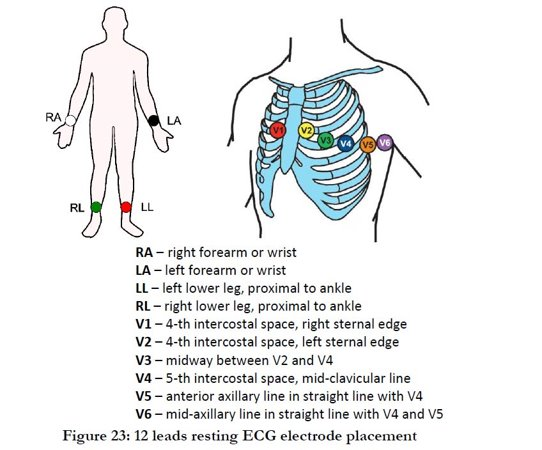 RA
LA
RL
LL
V1
V2
V3
V4
V5
V6
RA – right forearm or wrist
LA – left forearm or wrist
LL – left lower leg, proximal to ankle
RL – right lower leg, proximal to ankle
V1 – 4-th intercostal space, right sternal edge
V2 – 4-th intercostal space, left sternal edge
V3 – midway between V2 and V4
V4 – 5-th intercostal space, mid-clavicular line
V5 – anterior axillary line in straight line with V4
V6 – mid-axillary line in straight line with V4 and V5
Figure 23: 12 leads resting ECG electrode placement